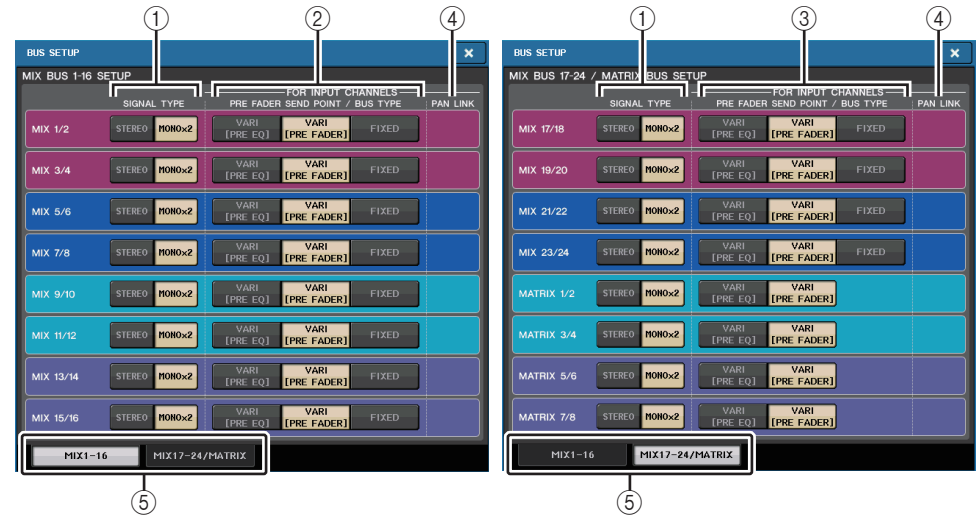 ① ② ④
BUS SETUP ×
MIX BUS 1-16 SETUP
FOR INPUT CHANNELS
SIGNAL TYPE PRE FADER SEND POINT / BUS TYPE PAN LINK
MIX 1/2 STEREO MONO×2 VARI [PRE EQ] VARI [PRE FADER] FIXED
MIX 3/4 STEREO MONO×2 VARI [PRE EQ] VARI [PRE FADER] FIXED
MIX 5/6 STEREO MONO×2 VARI [PRE EQ] VARI [PRE FADER] FIXED
MIX 7/8 STEREO MONO×2 VARI [PRE EQ] VARI [PRE FADER] FIXED
MIX 9/10 STEREO MONO×2 VARI [PRE EQ] VARI [PRE FADER] FIXED
MIX 11/12 STEREO MONO×2 VARI [PRE EQ] VARI [PRE FADER] FIXED
MIX 13/14 STEREO MONO×2 VARI [PRE EQ] VARI [PRE FADER] FIXED
MIX 15/16 STEREO MONO×2 VARI [PRE EQ] VARI [PRE FADER] FIXED
MIX1-16 MIX17-24/MATRIX
⑤
① ③ ④
BUS SETUP ×
MIX BUS 17-24 / MATRIX BUS SETUP
FOR INPUT CHANNELS
SIGNAL TYPE PRE FADER SEND POINT / BUS TYPE PAN LINK
MIX 17/18 STEREO MONO×2 VARI [PRE EQ] VARI [PRE FADER] FIXED
MIX 19/20 STEREO MONO×2 VARI [PRE EQ] VARI [PRE FADER] FIXED
MIX 21/22 STEREO MONO×2 VARI [PRE EQ] VARI [PRE FADER] FIXED
MIX 23/24 STEREO MONO×2 VARI [PRE EQ] VARI [PRE FADER] FIXED
MATRIX 1/2 STEREO MONO×2 VARI [PRE EQ] VARI [PRE FADER]
MATRIX 3/4 STEREO MONO×2 VARI [PRE EQ] VARI [PRE FADER]
MATRIX 5/6 STEREO MONO×2 VARI [PRE EQ] VARI [PRE FADER]
MATRIX 7/8 STEREO MONO×2 VARI [PRE EQ] VARI [PRE FADER]
MIX1-16 MIX17-24/MATRIX
⑤